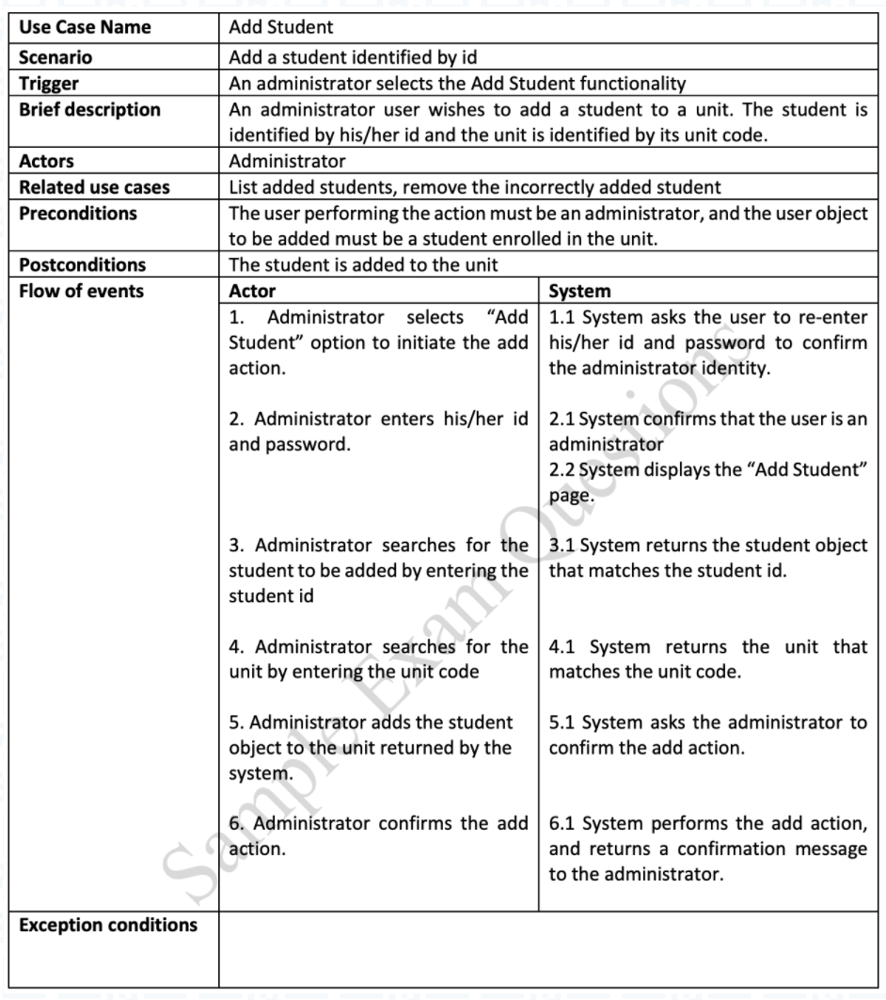 Use Case Name Add Student
Scenario Add a student identified by id
Trigger An administrator selects the Add Student functionality
Brief description An administrator user wishes to add a student to a unit. The student is
identified by his/her id and the unit is identified by its unit code.
Actors Administrator
Related use cases List added students, remove the incorrectly added student
Preconditions The user performing the action must be an administrator, and the user object
to be added must be a student enrolled in the unit.
Postconditions The student is added to the unit
Flow of events Actor System
1. Administrator selects “Add
Student” option to initiate the add
action.
1.1 System asks the user to re-enter
his/her id and password to confirm
the administrator identity.
2. Administrator enters his/her id
and password.
2.1 System confirms that the user is an
administrator
2.2 System displays the “Add Student”
page.
3. Administrator searches for the
student to be added by entering the
student id
3.1 System returns the student object
that matches the student id.
4. Administrator searches for the
unit by entering the unit code
4.1 System returns the unit that
matches the unit code.
5. Administrator adds the student
object to the unit returned by the
system.
5.1 System asks the administrator to
confirm the add action.
6. Administrator confirms the add
action.
6.1 System performs the add action,
and returns a confirmation message
to the administrator.
Exception conditions
Sample Exam Questions